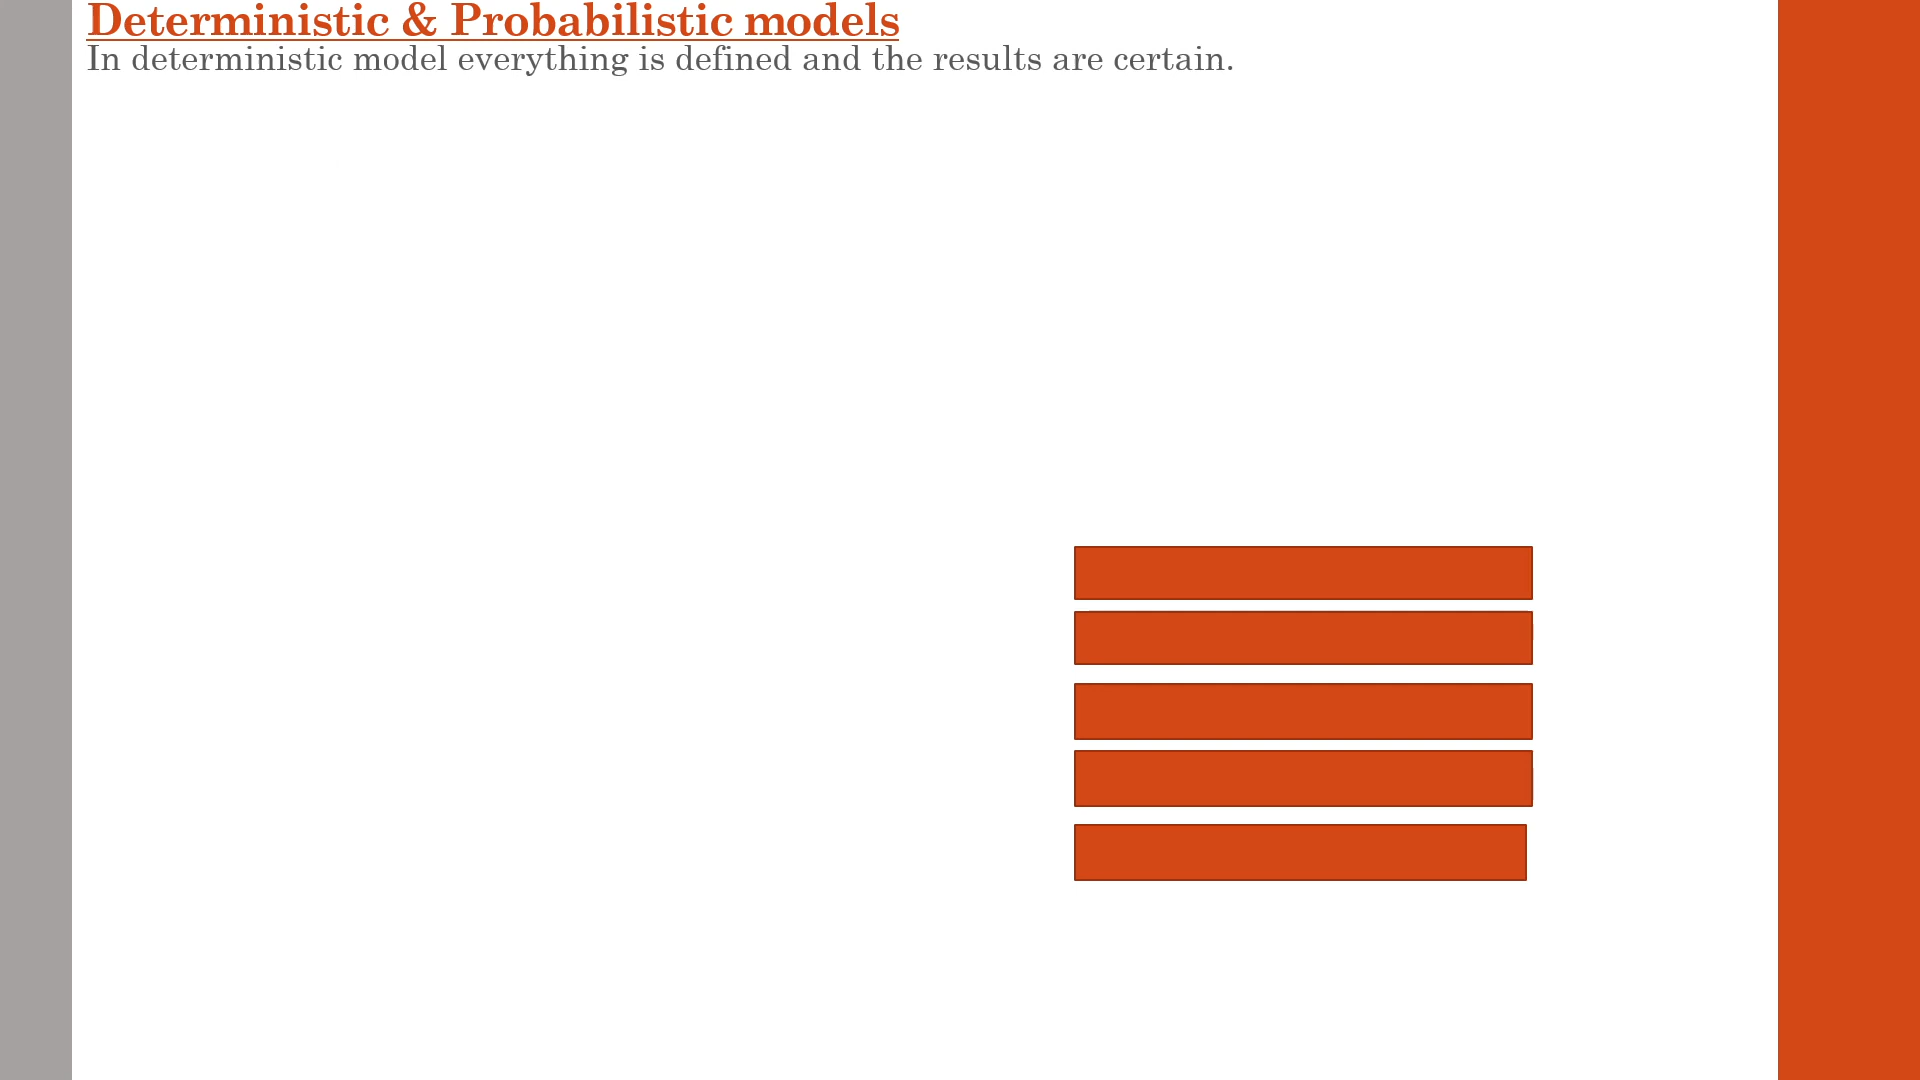 Deterministic & Probabilistic models
In deterministic model everything is defined and the results are certain.